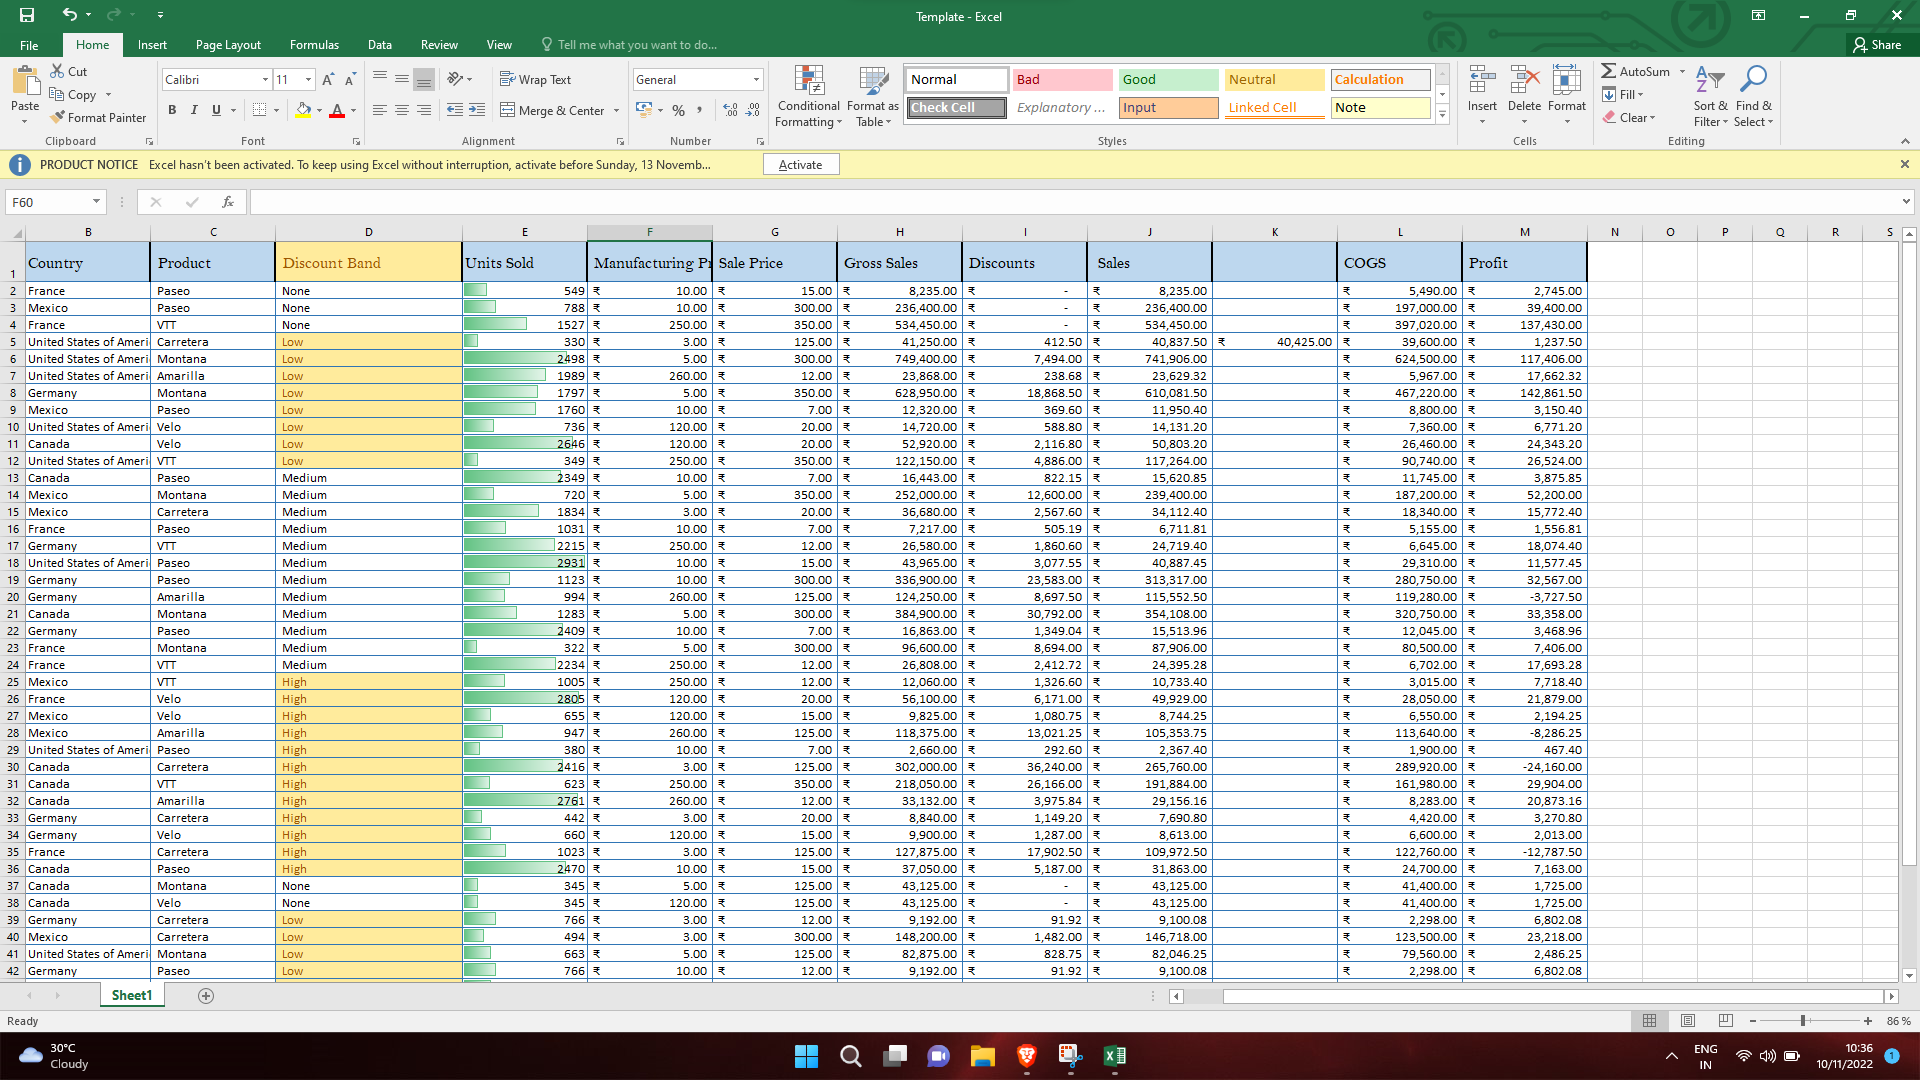 Template - Excel
File Home Insert Page Layout Formulas Data Review View Tell me what you want to do... Share
Paste Cut Copy Format Painter Clipboard
Calibri 11 B I U Font
Wrap Text Merge & Center Alignment
General % Number
Conditional Formatting Format as Table
Normal Bad Good Neutral Calculation
Check Cell Explanatory ... Input Linked Cell Note
Styles
Insert Delete Format Cells
AutoSum Fill Clear Sort & Filter Find & Select Editing
PRODUCT NOTICE Excel hasn't been activated. To keep using Excel without interruption, activate before Sunday, 13 Novemb... Activate
F60 fx
B C D E F G H I J K L M N O P Q R S
1 Country Product Discount Band Units Sold Manufacturing Pr Sale Price Gross Sales Discounts Sales COGS Profit
2 France Paseo None 549 ₹ 10.00 ₹ 15.00 ₹ 8,235.00 ₹ - ₹ 8,235.00 ₹ 5,490.00 ₹ 2,745.00
3 Mexico Paseo None 788 ₹ 10.00 ₹ 300.00 ₹ 236,400.00 ₹ - ₹ 236,400.00 ₹ 197,000.00 ₹ 39,400.00
4 France VTT None 1527 ₹ 250.00 ₹ 350.00 ₹ 534,450.00 ₹ - ₹ 534,450.00 ₹ 397,020.00 ₹ 137,430.00
5 United States of Ameri Carretera Low 330 ₹ 3.00 ₹ 125.00 ₹ 41,250.00 ₹ 412.50 ₹ 40,837.50 ₹ 40,425.00 ₹ 39,600.00 ₹ 1,237.50
6 United States of Ameri Montana Low 2498 ₹ 5.00 ₹ 300.00 ₹ 749,400.00 ₹ 7,494.00 ₹ 741,906.00 ₹ 624,500.00 ₹ 117,406.00
7 United States of Ameri Amarilla Low 1989 ₹ 260.00 ₹ 12.00 ₹ 23,868.00 ₹ 238.68 ₹ 23,629.32 ₹ 5,967.00 ₹ 17,662.32
8 Germany Montana Low 1797 ₹ 5.00 ₹ 350.00 ₹ 628,950.00 ₹ 18,868.50 ₹ 610,081.50 ₹ 467,220.00 ₹ 142,861.50
9 Mexico Paseo Low 1760 ₹ 10.00 ₹ 7.00 ₹ 12,320.00 ₹ 369.60 ₹ 11,950.40 ₹ 8,800.00 ₹ 3,150.40
10 United States of Ameri Velo Low 736 ₹ 120.00 ₹ 20.00 ₹ 14,720.00 ₹ 588.80 ₹ 14,131.20 ₹ 7,360.00 ₹ 6,771.20
11 Canada Velo Low 2646 ₹ 120.00 ₹ 20.00 ₹ 52,920.00 ₹ 2,116.80 ₹ 50,803.20 ₹ 26,460.00 ₹ 24,343.20
12 United States of Ameri VTT Low 349 ₹ 250.00 ₹ 350.00 ₹ 122,150.00 ₹ 4,886.00 ₹ 117,264.00 ₹ 90,740.00 ₹ 26,524.00
13 Canada Paseo Medium 2349 ₹ 10.00 ₹ 7.00 ₹ 16,443.00 ₹ 822.15 ₹ 15,620.85 ₹ 11,745.00 ₹ 3,875.85
14 Mexico Montana Medium 720 ₹ 5.00 ₹ 350.00 ₹ 252,000.00 ₹ 12,600.00 ₹ 239,400.00 ₹ 187,200.00 ₹ 52,200.00
15 Mexico Carretera Medium 1834 ₹ 3.00 ₹ 20.00 ₹ 36,680.00 ₹ 2,567.60 ₹ 34,112.40 ₹ 18,340.00 ₹ 15,772.40
16 France Paseo Medium 1031 ₹ 10.00 ₹ 7.00 ₹ 7,217.00 ₹ 505.19 ₹ 6,711.81 ₹ 5,155.00 ₹ 1,556.81
17 Germany VTT Medium 2215 ₹ 250.00 ₹ 12.00 ₹ 26,580.00 ₹ 1,860.60 ₹ 24,719.40 ₹ 6,645.00 ₹ 18,074.40
18 United States of Ameri Paseo Medium 2931 ₹ 10.00 ₹ 15.00 ₹ 43,965.00 ₹ 3,077.55 ₹ 40,887.45 ₹ 29,310.00 ₹ 11,577.45
19 Germany Paseo Medium 1123 ₹ 10.00 ₹ 300.00 ₹ 336,900.00 ₹ 23,583.00 ₹ 313,317.00 ₹ 280,750.00 ₹ 32,567.00
20 Germany Amarilla Medium 994 ₹ 260.00 ₹ 125.00 ₹ 124,250.00 ₹ 8,697.50 ₹ 115,552.50 ₹ 119,280.00 ₹ -3,727.50
21 Canada Montana Medium 1283 ₹ 5.00 ₹ 300.00 ₹ 384,900.00 ₹ 30,792.00 ₹ 354,108.00 ₹ 320,750.00 ₹ 33,358.00
22 Germany Paseo Medium 2409 ₹ 10.00 ₹ 7.00 ₹ 16,863.00 ₹ 1,349.04 ₹ 15,513.96 ₹ 12,045.00 ₹ 3,468.96
23 France Montana Medium 322 ₹ 5.00 ₹ 300.00 ₹ 96,600.00 ₹ 8,694.00 ₹ 87,906.00 ₹ 80,500.00 ₹ 7,406.00
24 France VTT Medium 2234 ₹ 250.00 ₹ 12.00 ₹ 26,808.00 ₹ 2,412.72 ₹ 24,395.28 ₹ 6,702.00 ₹ 17,693.28
25 Mexico VTT High 1005 ₹ 250.00 ₹ 12.00 ₹ 12,060.00 ₹ 1,326.60 ₹ 10,733.40 ₹ 3,015.00 ₹ 7,718.40
26 France Velo High 2805 ₹ 120.00 ₹ 20.00 ₹ 56,100.00 ₹ 6,171.00 ₹ 49,929.00 ₹ 28,050.00 ₹ 21,879.00
27 Mexico Velo High 655 ₹ 120.00 ₹ 15.00 ₹ 9,825.00 ₹ 1,080.75 ₹ 8,744.25 ₹ 6,550.00 ₹ 2,194.25
28 Mexico Amarilla High 947 ₹ 260.00 ₹ 125.00 ₹ 118,375.00 ₹ 13,021.25 ₹ 105,353.75 ₹ 113,640.00 ₹ -8,286.25
29 United States of Ameri Paseo High 380 ₹ 10.00 ₹ 7.00 ₹ 2,660.00 ₹ 292.60 ₹ 2,367.40 ₹ 1,900.00 ₹ 467.40
30 Canada Carretera High 2416 ₹ 3.00 ₹ 125.00 ₹ 302,000.00 ₹ 36,240.00 ₹ 265,760.00 ₹ 289,920.00 ₹ -24,160.00
31 Canada VTT High 623 ₹ 250.00 ₹ 350.00 ₹ 218,050.00 ₹ 26,166.00 ₹ 191,884.00 ₹ 161,980.00 ₹ 29,904.00
32 Canada Amarilla High 2761 ₹ 260.00 ₹ 12.00 ₹ 33,132.00 ₹ 3,975.84 ₹ 29,156.16 ₹ 8,283.00 ₹ 20,873.16
33 Germany Carretera High 442 ₹ 3.00 ₹ 20.00 ₹ 8,840.00 ₹ 1,149.20 ₹ 7,690.80 ₹ 4,420.00 ₹ 3,270.80
34 Germany Velo High 660 ₹ 120.00 ₹ 15.00 ₹ 9,900.00 ₹ 1,287.00 ₹ 8,613.00 ₹ 6,600.00 ₹ 2,013.00
35 France Carretera High 1023 ₹ 3.00 ₹ 125.00 ₹ 127,875.00 ₹ 17,902.50 ₹ 109,972.50 ₹ 122,760.00 ₹ -12,787.50
36 Canada Paseo High 2470 ₹ 10.00 ₹ 15.00 ₹ 37,050.00 ₹ 5,187.00 ₹ 31,863.00 ₹ 24,700.00 ₹ 7,163.00
37 Canada Montana None 345 ₹ 5.00 ₹ 125.00 ₹ 43,125.00 ₹ - ₹ 43,125.00 ₹ 41,400.00 ₹ 1,725.00
38 Canada Velo None 345 ₹ 120.00 ₹ 125.00 ₹ 43,125.00 ₹ - ₹ 43,125.00 ₹ 41,400.00 ₹ 1,725.00
39 Germany Carretera Low 766 ₹ 3.00 ₹ 12.00 ₹ 9,192.00 ₹ 91.92 ₹ 9,100.08 ₹ 2,298.00 ₹ 6,802.08
40 Mexico Carretera Low 494 ₹ 3.00 ₹ 300.00 ₹ 148,200.00 ₹ 1,482.00 ₹ 146,718.00 ₹ 123,500.00 ₹ 23,218.00
41 United States of Ameri Montana Low 663 ₹ 5.00 ₹ 125.00 ₹ 82,875.00 ₹ 828.75 ₹ 82,046.25 ₹ 79,560.00 ₹ 2,486.25
42 Germany Paseo Low 766 ₹ 10.00 ₹ 12.00 ₹ 9,192.00 ₹ 91.92 ₹ 9,100.08 ₹ 2,298.00 ₹ 6,802.08
Sheet1
Ready 86 %
30°C
Cloudy
ENG
IN
10:36
10/11/2022
1